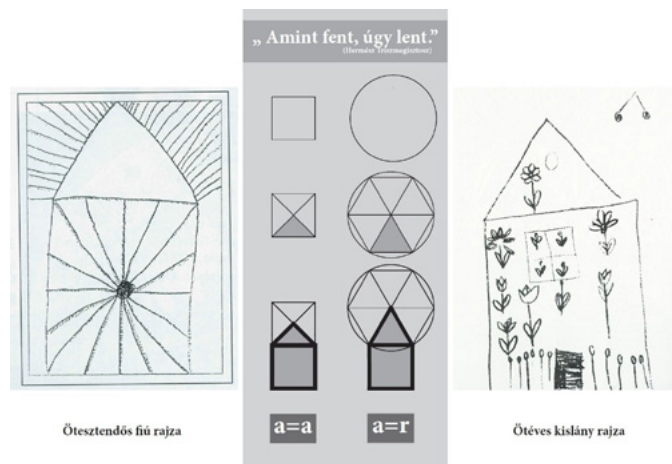 „ Amint fent, úgy lent.”
(Hermész Triszmegisztosz)
a=a
a=r
Ötesztendős fiú rajza
Ötéves kislány rajza